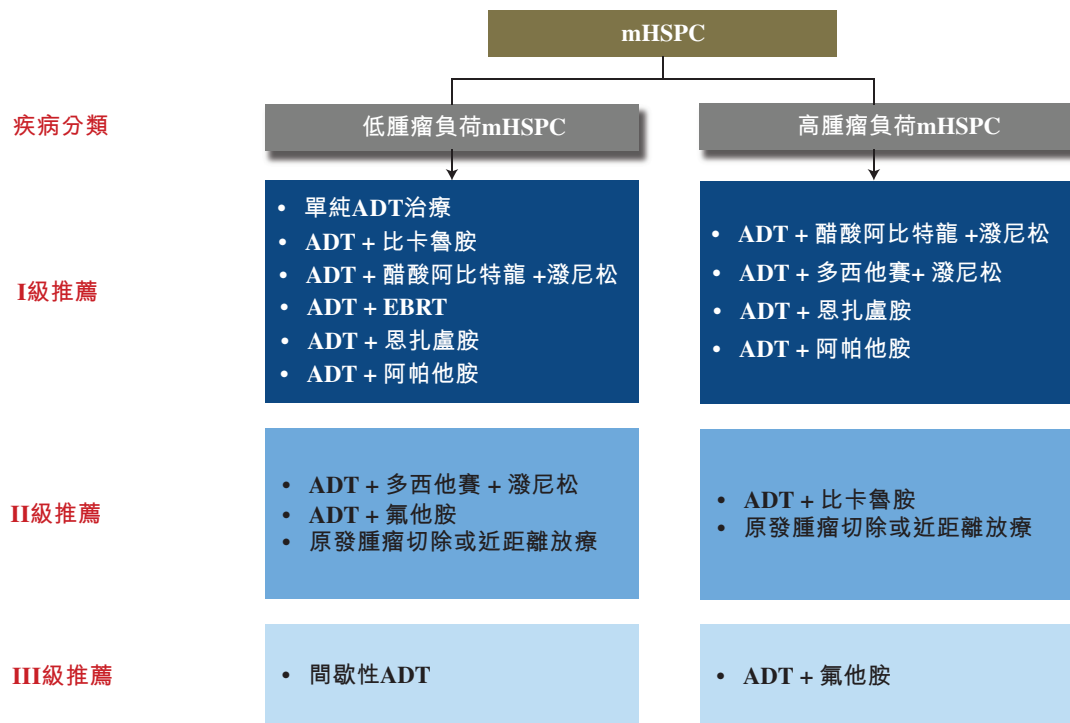 mHSPC
疾病分類
低腫瘤負荷mHSPC
高腫瘤負荷mHSPC
I級推薦
• 單純ADT治療
• ADT + 比卡魯胺
• ADT + 醋酸阿比特龍 +潑尼松
• ADT + EBRT
• ADT + 恩扎盧胺
• ADT + 阿帕他胺
• ADT + 醋酸阿比特龍 +潑尼松
• ADT + 多西他賽+ 潑尼松
• ADT + 恩扎盧胺
• ADT + 阿帕他胺
II級推薦
• ADT + 多西他賽 + 潑尼松
• ADT + 氟他胺
• 原發腫瘤切除或近距離放療
• ADT + 比卡魯胺
• 原發腫瘤切除或近距離放療
III級推薦
• 間歇性ADT
• ADT + 氟他胺